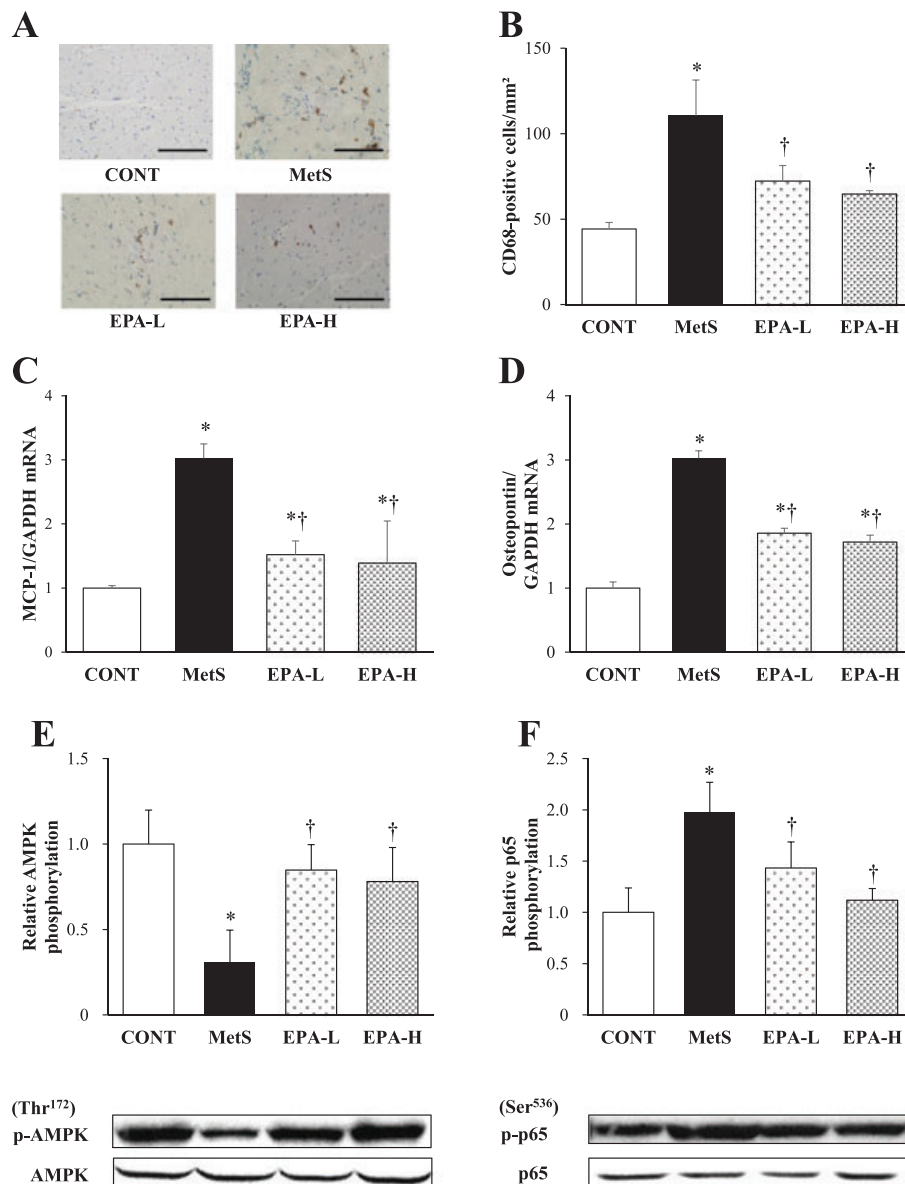 A
CONT
MetS
EPA-L
EPA-H
B
CD68-positive cells/mm²
150
100
50
0
*
†
†
CONT MetS EPA-L EPA-H
C
MCP-1/GAPDH mRNA
4
3
2
1
0
*
*†
*†
CONT MetS EPA-L EPA-H
D
Osteopontin/
GAPDH mRNA
4
3
2
1
0
*
*†
*†
CONT MetS EPA-L EPA-H
E
Relative AMPK
phosphorylation
1.5
1.0
0.5
0
*
†
†
CONT MetS EPA-L EPA-H
(Thr¹⁷²)
p-AMPK
AMPK
F
Relative p65
phosphorylation
2.5
2.0
1.5
1.0
0.5
0
*
†
†
CONT MetS EPA-L EPA-H
(Ser⁵³⁶)
p-p65
p65